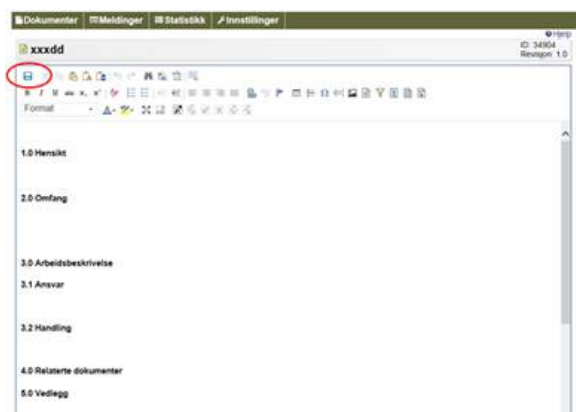 Dokumenter Meldinger Statistikk Innstillinger
Help
xxxdd
ID: 34904
Revisjon: 1.0
Format
1.0 Hensikt
2.0 Omfang
3.0 Arbeidsbeskrivelse
3.1 Ansvar
3.2 Handling
4.0 Relaterte dokumenter
5.0 Vedlegg